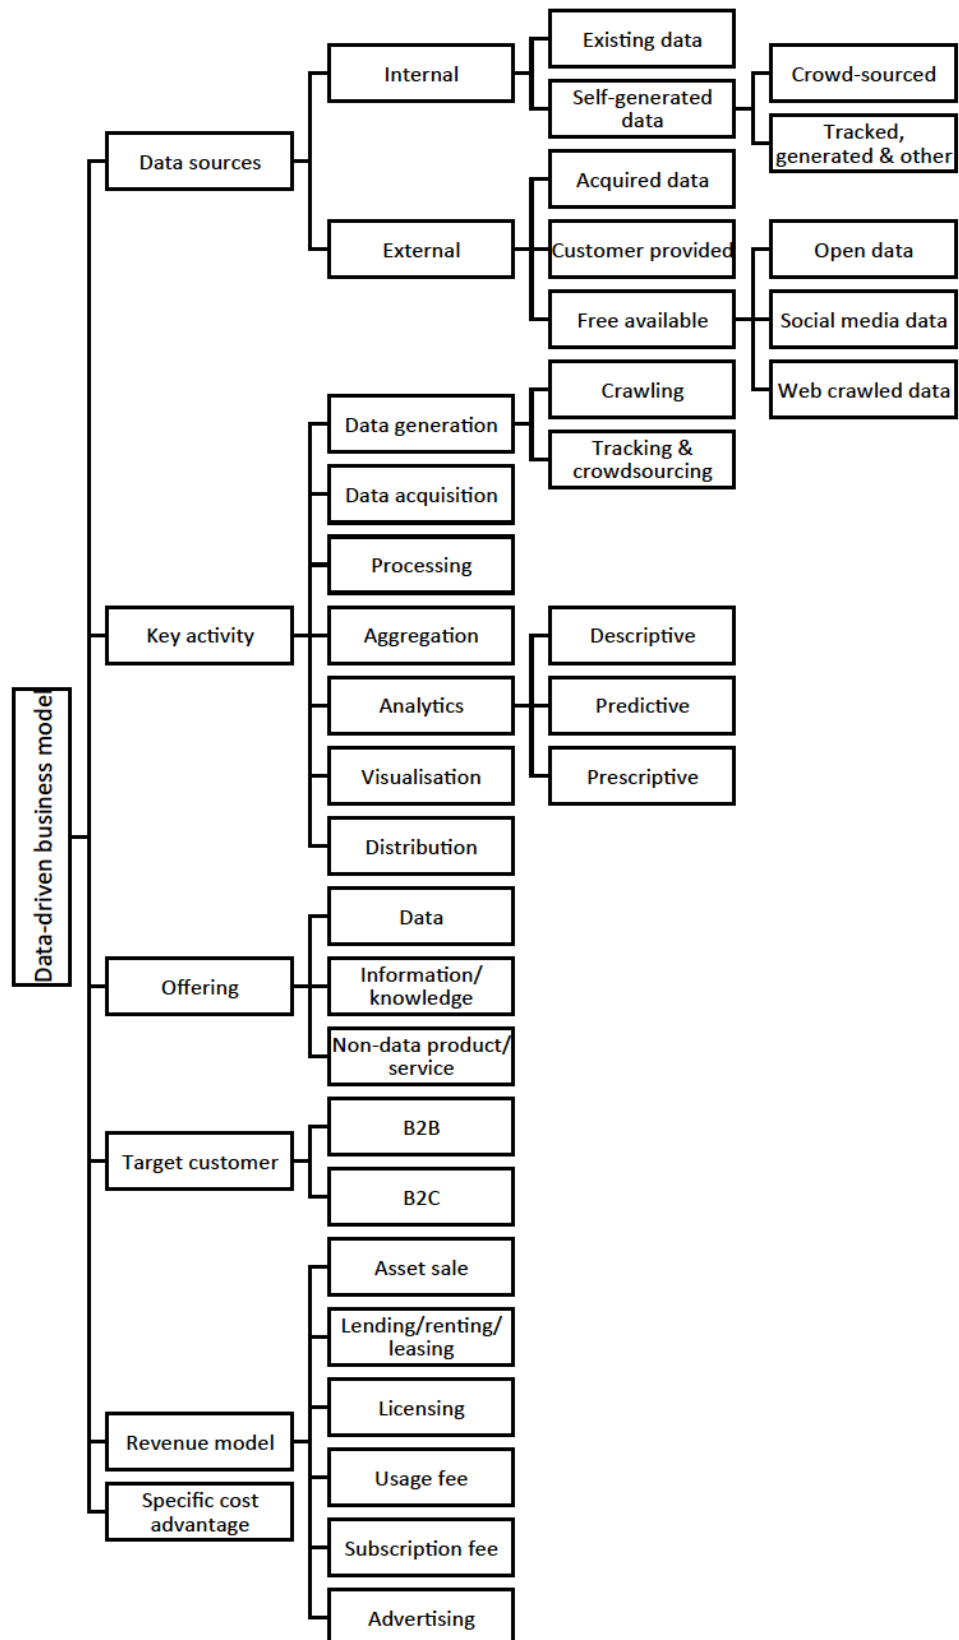 Existing data
Internal
Crowd-sourced
Self-generated
data
Tracked,
generated & other
Data sources
Acquired data
External
Customer provided
Open data
Free available
Social media data
Crawling
Web crawled data
Data generation
Tracking &
crowdsourcing
Data acquisition
Processing
Key activity
Aggregation
Descriptive
Analytics
Predictive
Visualisation
Prescriptive
Data-driven business model
Distribution
Data
Offering
Information/
knowledge
Non-data product/
service
B2B
Target customer
B2C
Asset sale
Lending/renting/
leasing
Licensing
Revenue model
Usage fee
Specific cost
advantage
Subscription fee
Advertising